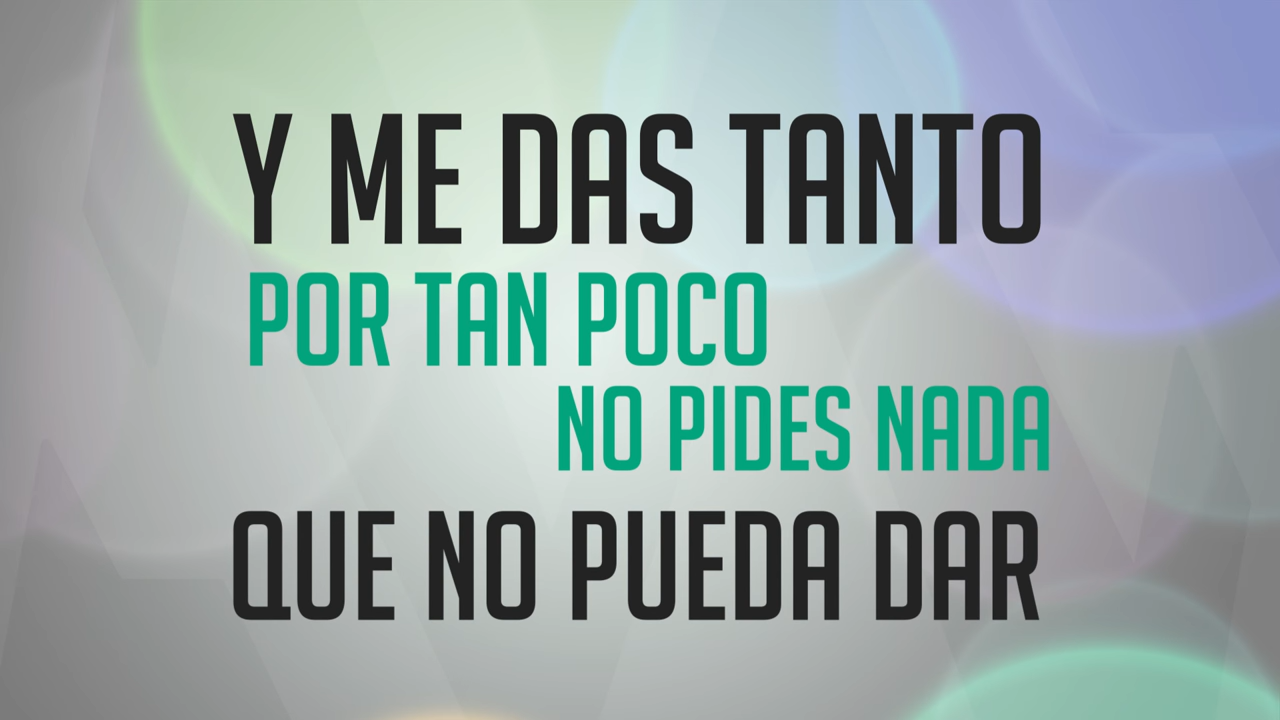 Y ME DAS TANTO
POR TAN POCO
NO PIDES NADA
QUE NO PUEDA DAR